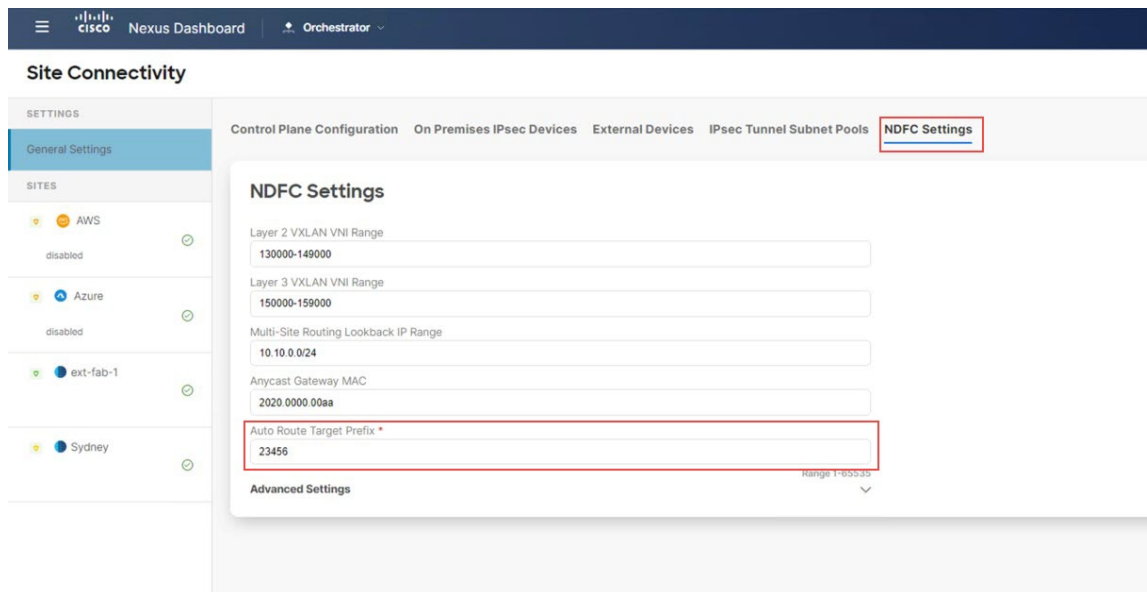 cisco Nexus Dashboard Orchestrator
Site Connectivity
SETTINGS
General Settings
SITES
AWS
disabled
Azure
disabled
ext-fab-1
Sydney
Control Plane Configuration On Premises IPsec Devices External Devices IPsec Tunnel Subnet Pools NDFC Settings
NDFC Settings
Layer 2 VXLAN VNI Range
130000-149000
Layer 3 VXLAN VNI Range
150000-159000
Multi-Site Routing Lookback IP Range
10.10.0.0/24
Anycast Gateway MAC
2020.0000.00aa
Auto Route Target Prefix *
23456
Range 1-65535
Advanced Settings